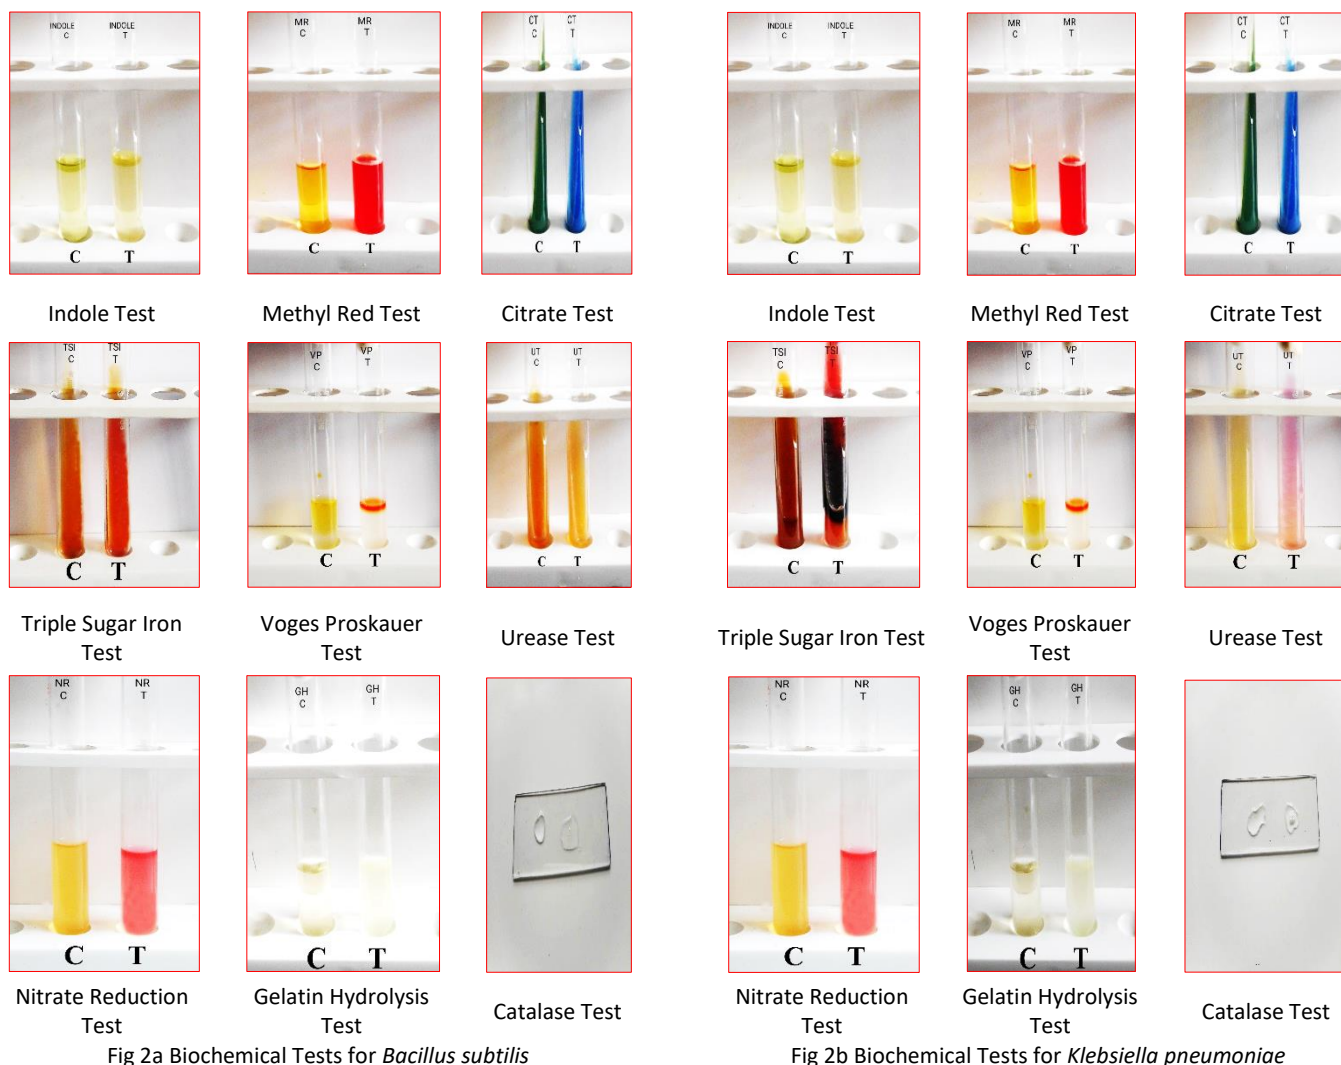 INDOLE C
INDOLE T
MR C
MR T
CT C
CT T
INDOLE C
INDOLE T
MR C
MR T
CT C
CT T
C T
C T
C T
C T
C T
C T
Indole Test
Methyl Red Test
Citrate Test
Indole Test
Methyl Red Test
Citrate Test
TSI C
TSI T
VP C
VP T
UT C
UT T
TSI C
TSI T
VP C
VP T
UT C
UT T
C T
C T
C T
C T
C T
C T
Triple Sugar Iron
Test
Voges Proskauer
Test
Urease Test
Triple Sugar Iron Test
Voges Proskauer
Test
Urease Test
NR C
NR T
GH C
GH T
NR C
NR T
GH C
GH T
C T
C T
C T
C T
Nitrate Reduction
Test
Gelatin Hydrolysis
Test
Catalase Test
Nitrate Reduction
Test
Gelatin Hydrolysis
Test
Catalase Test
Fig 2a Biochemical Tests for Bacillus subtilis
Fig 2b Biochemical Tests for Klebsiella pneumoniae